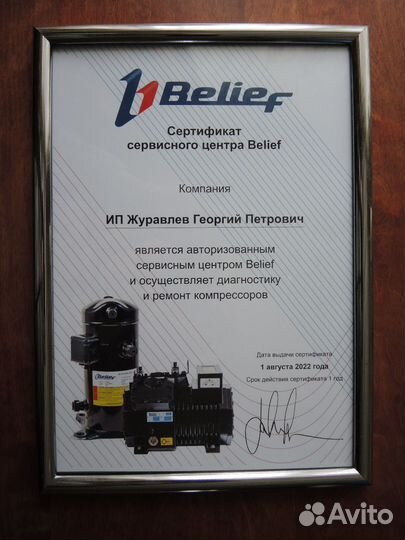 Belief
Сертификат
сервисного центра Belief
Компания
ИП Журавлев Георгий Петрович
является авторизованным
сервисным центром Belief
и осуществляет диагностику
и ремонт компрессоров
Дата выдачи сертификата
1 августа 2022 года
Срок действия сертификата 1 год
Belief
Avito